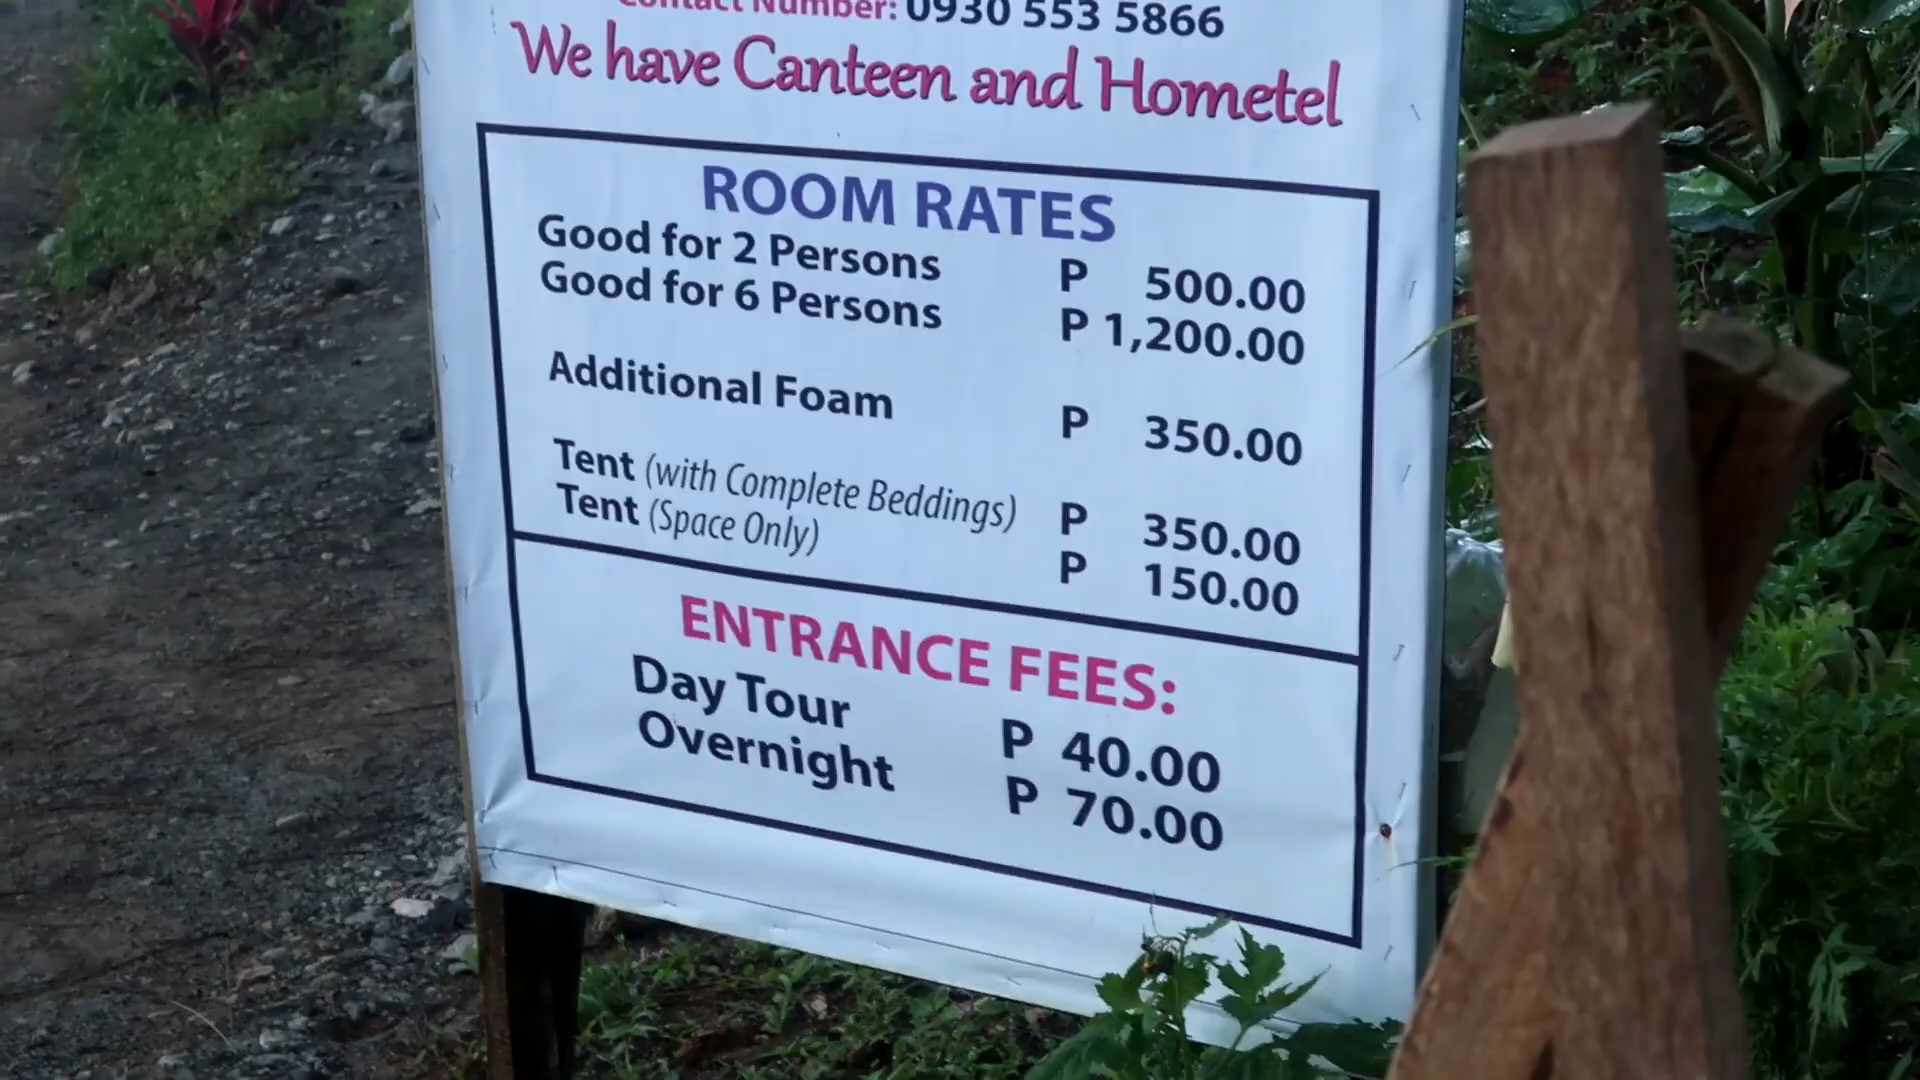 Contact Number: 0930 553 5866
We have Canteen and Hometel
ROOM RATES
Good for 2 Persons P 500.00
Good for 6 Persons P 1,200.00
Additional Foam P 350.00
Tent (with Complete Beddings) P 350.00
Tent (Space Only) P 150.00
ENTRANCE FEES:
Day Tour P 40.00
Overnight P 70.00